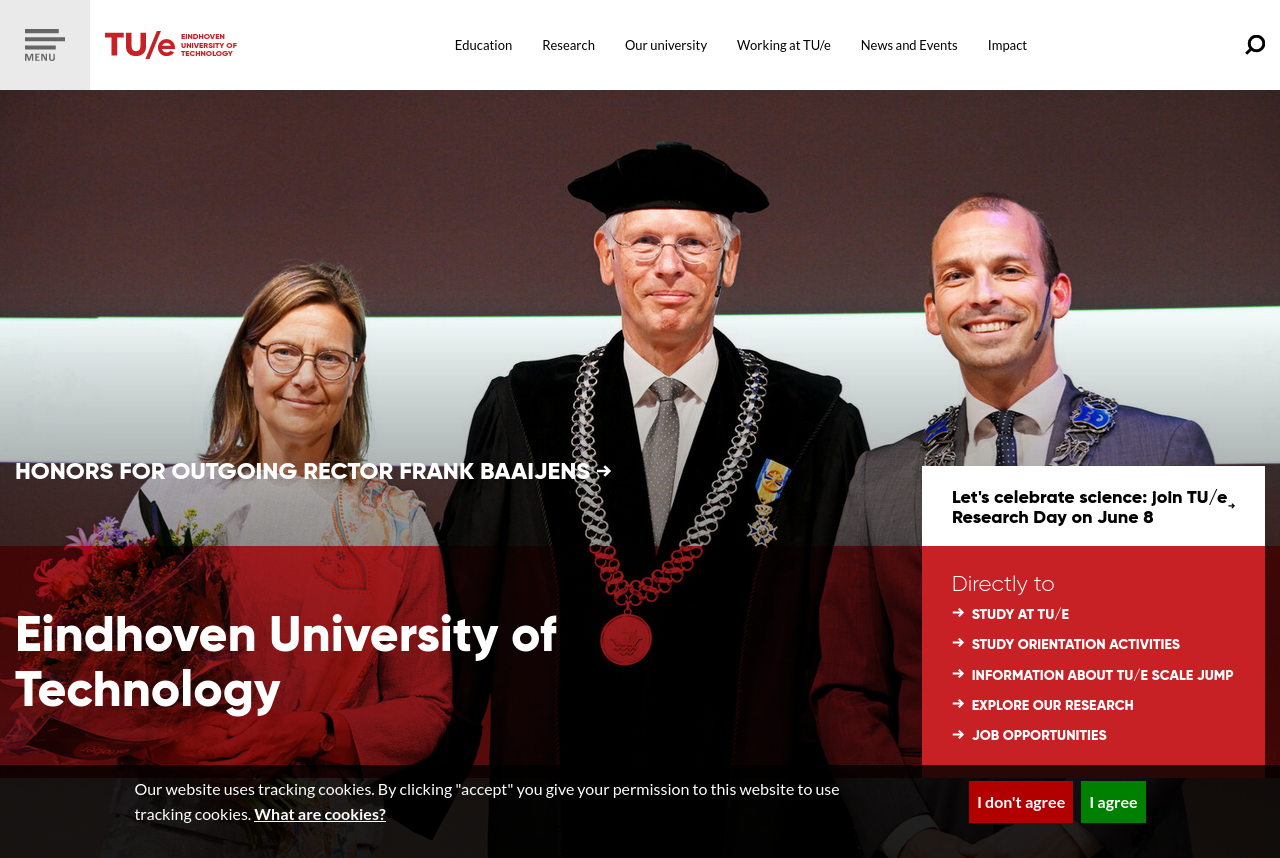 MENU
TU/e
EINDHOVEN
UNIVERSITY OF
TECHNOLOGY
Education
Research
Our university
Working at TU/e
News and Events
Impact
HONORS FOR OUTGOING RECTOR FRANK BAAIJENS →
Let's celebrate science: join TU/e →
Research Day on June 8
Eindhoven University of
Technology
Directly to
→ STUDY AT TU/E
→ STUDY ORIENTATION ACTIVITIES
→ INFORMATION ABOUT TU/E SCALE JUMP
→ EXPLORE OUR RESEARCH
→ JOB OPPORTUNITIES
Our website uses tracking cookies. By clicking "accept" you give your permission to this website to use
tracking cookies. What are cookies?
I don't agree
I agree